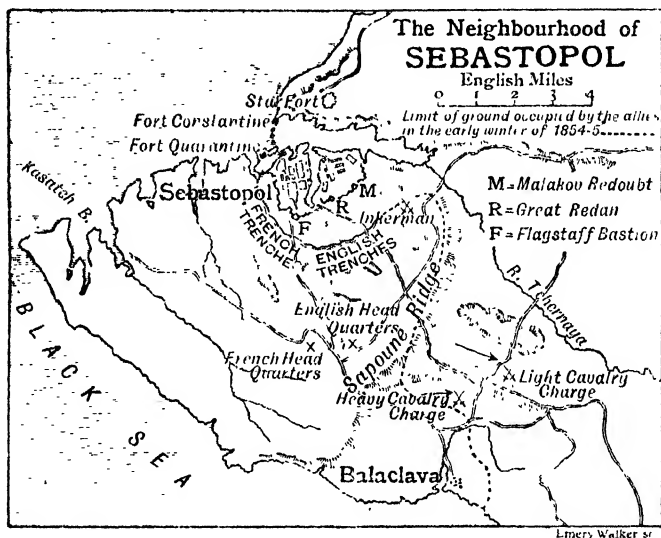 The Neighbourhood of
SEBASTOPOL
English Miles
0 1 2 3 4
Limit of ground occupied by the allies
in the early winter of 1854-5
Star Fort
Fort Constantine
Fort Quarantine
Kasatch B.
Sebastopol
M
R
F
Inkerman
M=Malakov Redoubt
R=Great Redan
F=Flagstaff Bastion
FRENCH
TRENCHE
ENGLISH
TRENCHES
R. Tchernaya
English Head
Quarters
Sapoune Ridge
French Head
Quarters
Light Cavalry
Charge
Heavy Cavalry
Charge
BLACK SEA
Balaclava
Emery Walker sc